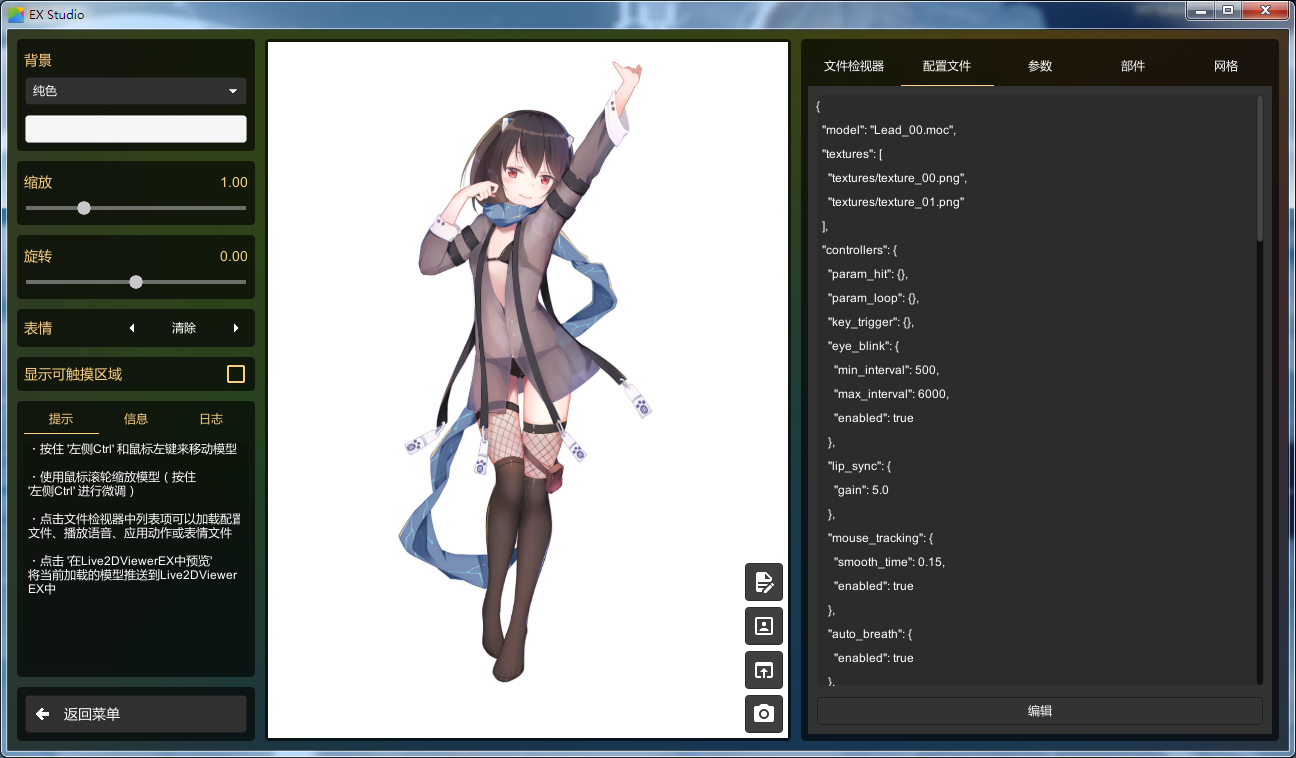 EX Studio
背景
纯色
缩放 1.00
旋转 0.00
表情 清除
显示可触摸区域
提示 信息 日志
・按住 '左侧Ctrl' 和鼠标左键来移动模型
・使用鼠标滚轮缩放模型（按住
'左侧Ctrl' 进行微调）
・点击文件检视器中列表项可以加载配置
文件、播放语音、应用动作或表情文件
・点击 '在Live2DViewerEX中预览'
将当前加载的模型推送到Live2DViewer
EX中
返回菜单
文件检视器 配置文件 参数 部件 网格
{
"model": "Lead_00.moc",
"textures": [
"textures/texture_00.png",
"textures/texture_01.png"
],
"controllers": {
"param_hit": {},
"param_loop": {},
"key_trigger": {},
"eye_blink": {
"min_interval": 500,
"max_interval": 6000,
"enabled": true
},
"lip_sync": {
"gain": 5.0
},
"mouse_tracking": {
"smooth_time": 0.15,
"enabled": true
},
"auto_breath": {
"enabled": true
},
编辑